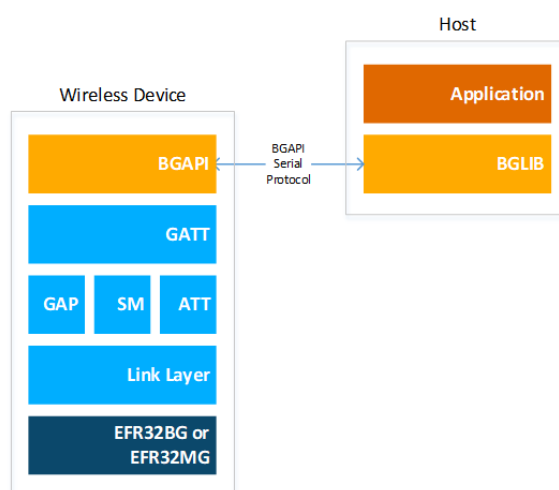 Host
Application
BGLIB
Wireless Device
BGAPI
BGAPI
Serial
Protocol
GATT
GAP
SM
ATT
Link Layer
EFR32BG or
EFR32MG